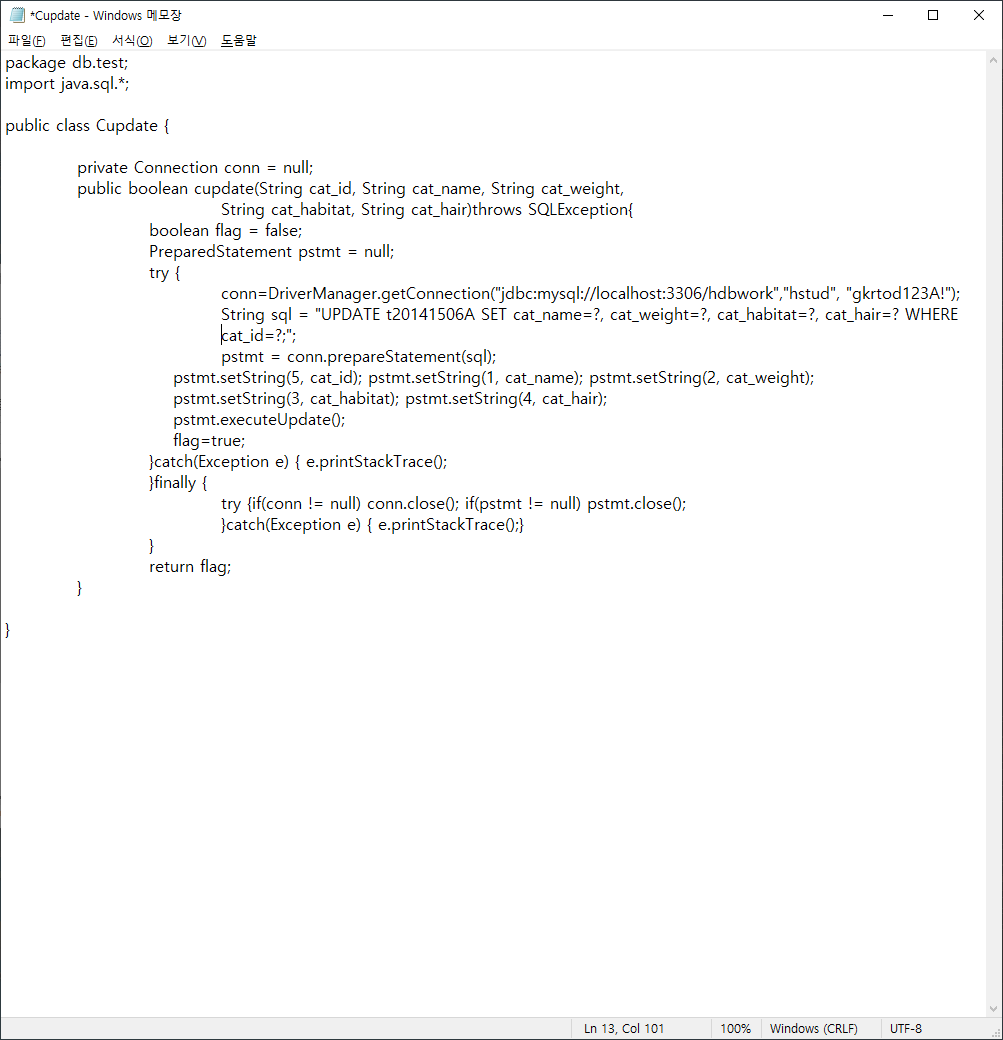 *Cupdate - Windows 메모장
파일(F) 편집(E) 서식(O) 보기(V) 도움말
package db.test;
import java.sql.*;
public class Cupdate {
private Connection conn = null;
public boolean cupdate(String cat_id, String cat_name, String cat_weight,
String cat_habitat, String cat_hair)throws SQLException{
boolean flag = false;
PreparedStatement pstmt = null;
try {
conn=DriverManager.getConnection("jdbc:mysql://localhost:3306/hdbwork","hstud", "gkrtod123A!");
String sql = "UPDATE t20141506A SET cat_name=?, cat_weight=?, cat_habitat=?, cat_hair=? WHERE
cat_id=?;";
pstmt = conn.prepareStatement(sql);
pstmt.setString(5, cat_id); pstmt.setString(1, cat_name); pstmt.setString(2, cat_weight);
pstmt.setString(3, cat_habitat); pstmt.setString(4, cat_hair);
pstmt.executeUpdate();
flag=true;
}catch(Exception e) { e.printStackTrace();
}finally {
try {if(conn != null) conn.close(); if(pstmt != null) pstmt.close();
}catch(Exception e) { e.printStackTrace();}
}
return flag;
}
}
Ln 13, Col 101 100% Windows (CRLF) UTF-8